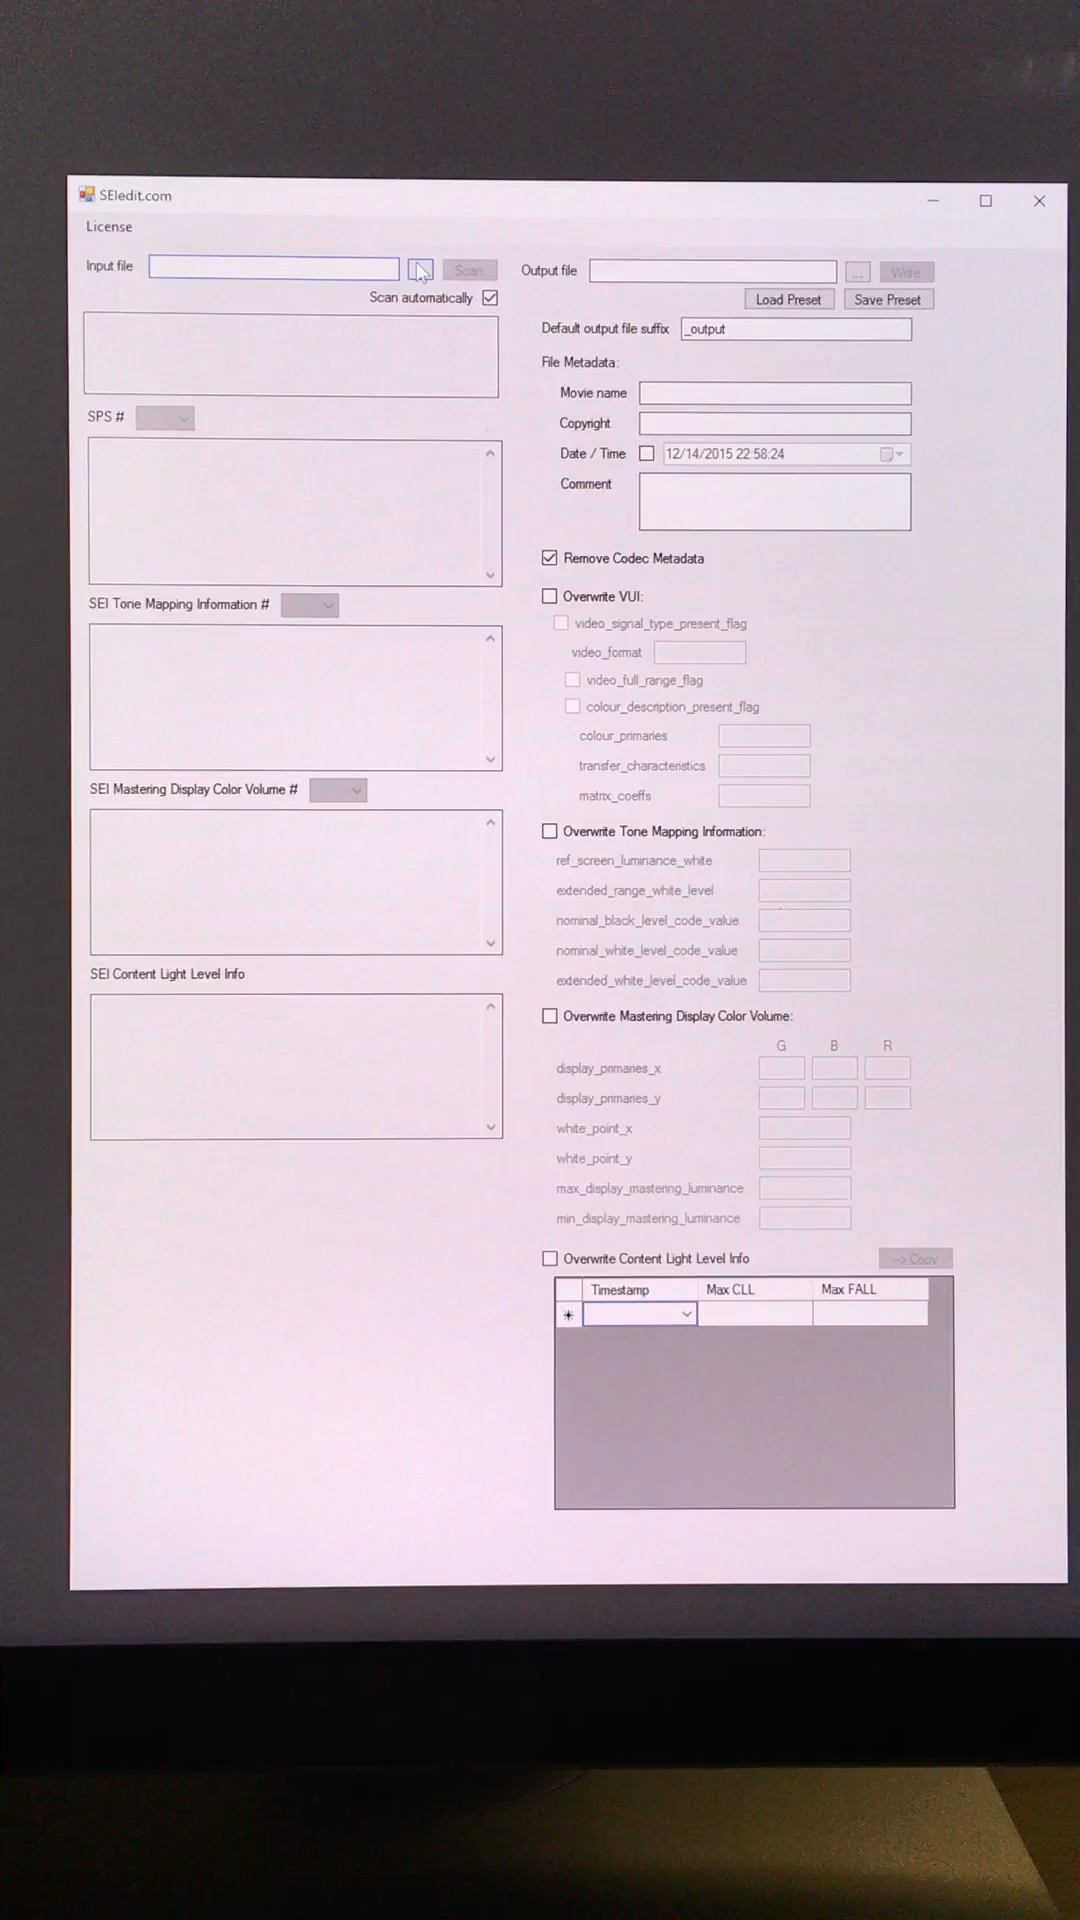 SEIedit.com
License
Input file
Scan
Output file
...
Write
Scan automatically
Load Preset
Save Preset
Default output file suffix
_output
File Metadata:
Movie name
Copyright
Date / Time
12/14/2015 22:58:24
Comment
SPS #
Remove Codec Metadata
Overwrite VUI:
video_signal_type_present_flag
video_format
video_full_range_flag
colour_description_present_flag
colour_primaries
transfer_characteristics
matrix_coeffs
SEI Tone Mapping Information #
SEI Mastering Display Color Volume #
SEI Content Light Level Info
Overwrite Tone Mapping Information:
ref_screen_luminance_white
extended_range_white_level
nominal_black_level_code_value
nominal_white_level_code_value
extended_white_level_code_value
Overwrite Mastering Display Color Volume:
G B R
display_primaries_x
display_primaries_y
white_point_x
white_point_y
max_display_mastering_luminance
min_display_mastering_luminance
Overwrite Content Light Level Info
--> Copy
Timestamp Max CLL Max FALL